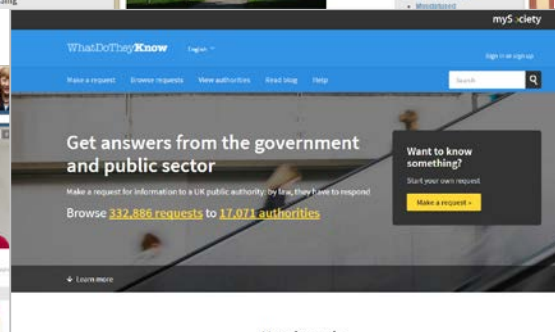 mySociety
WhatDoTheyKnow English
Sign in or sign up
Make a request Browse requests View authorities Read blog Help Search
Get answers from the government
and public sector
Make a request for information to a UK public authority: by law, they have to respond
Browse 332,886 requests to 17,071 authorities
Want to know
something?
Start your own request
Make a request »
↓ Learn more